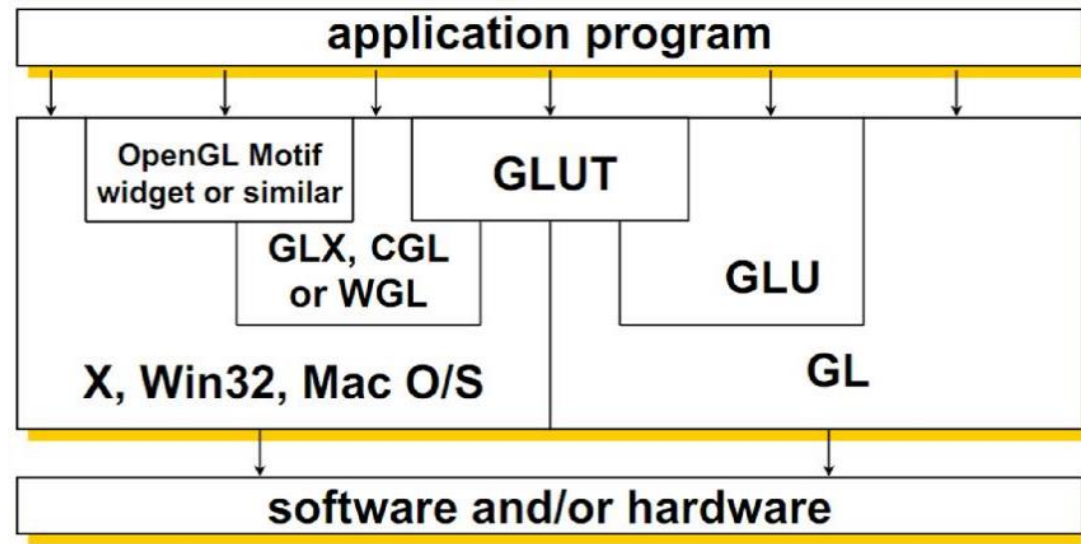 application program
OpenGL Motif
widget or similar
GLUT
GLX, CGL
or WGL
GLU
X, Win32, Mac O/S
GL
software and/or hardware